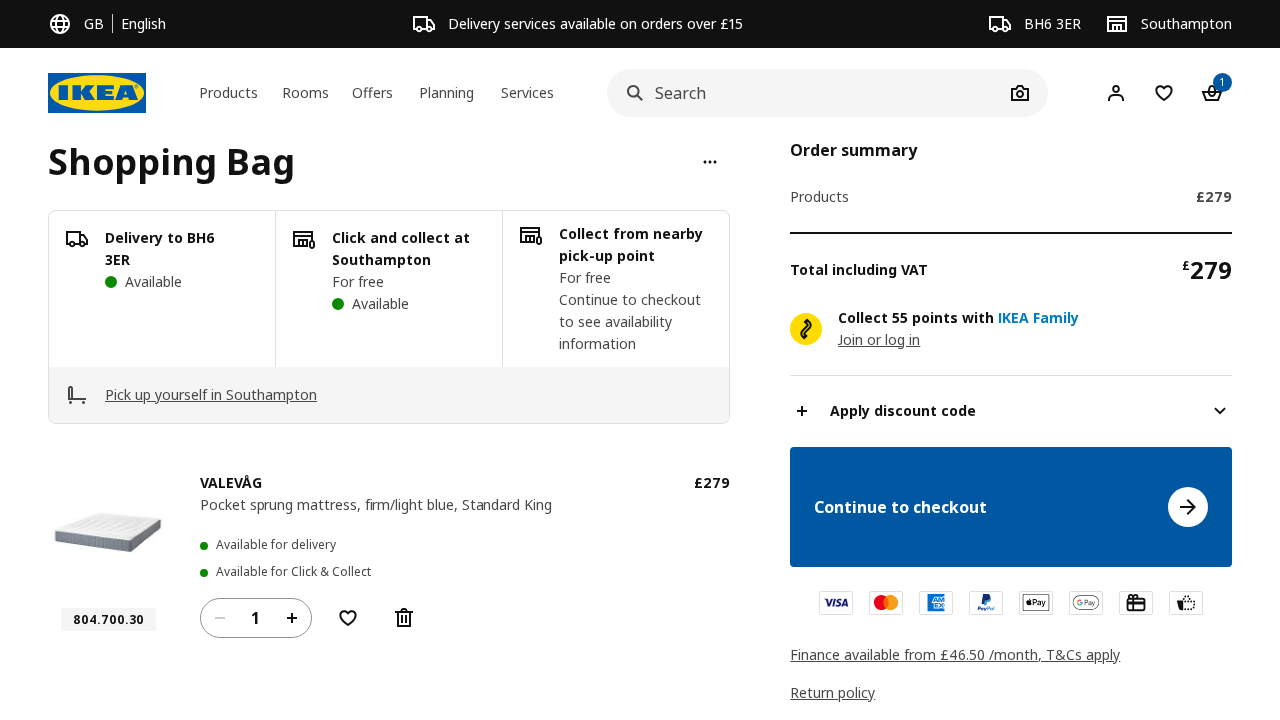 GB English
Delivery services available on orders over £15
BH6 3ER
Southampton
IKEA
Products
Rooms
Offers
Planning
Services
Search
1
Shopping Bag
Delivery to BH6
3ER
Available
Click and collect at
Southampton
For free
Available
Collect from nearby
pick-up point
For free
Continue to checkout
to see availability
information
Pick up yourself in Southampton
VALEVÅG
£279
Pocket sprung mattress, firm/light blue, Standard King
Available for delivery
Available for Click & Collect
804.700.30
1
Order summary
Products
£279
Total including VAT
£279
Collect 55 points with IKEA Family
Join or log in
Apply discount code
Continue to checkout
VISA
AM
EX
PayPal
Pay
G Pay
Finance available from £46.50 /month, T&Cs apply
Return policy